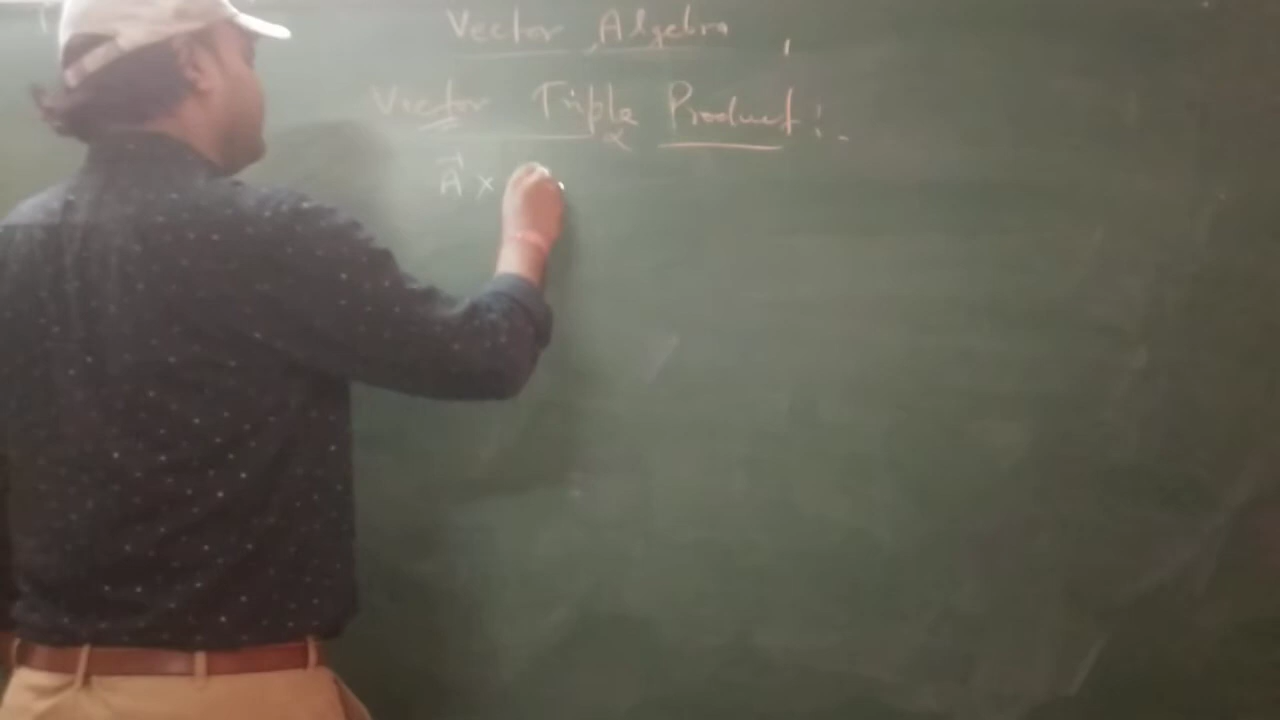 Vector Algebra
Vector Triple Product :-
A⃗ ×